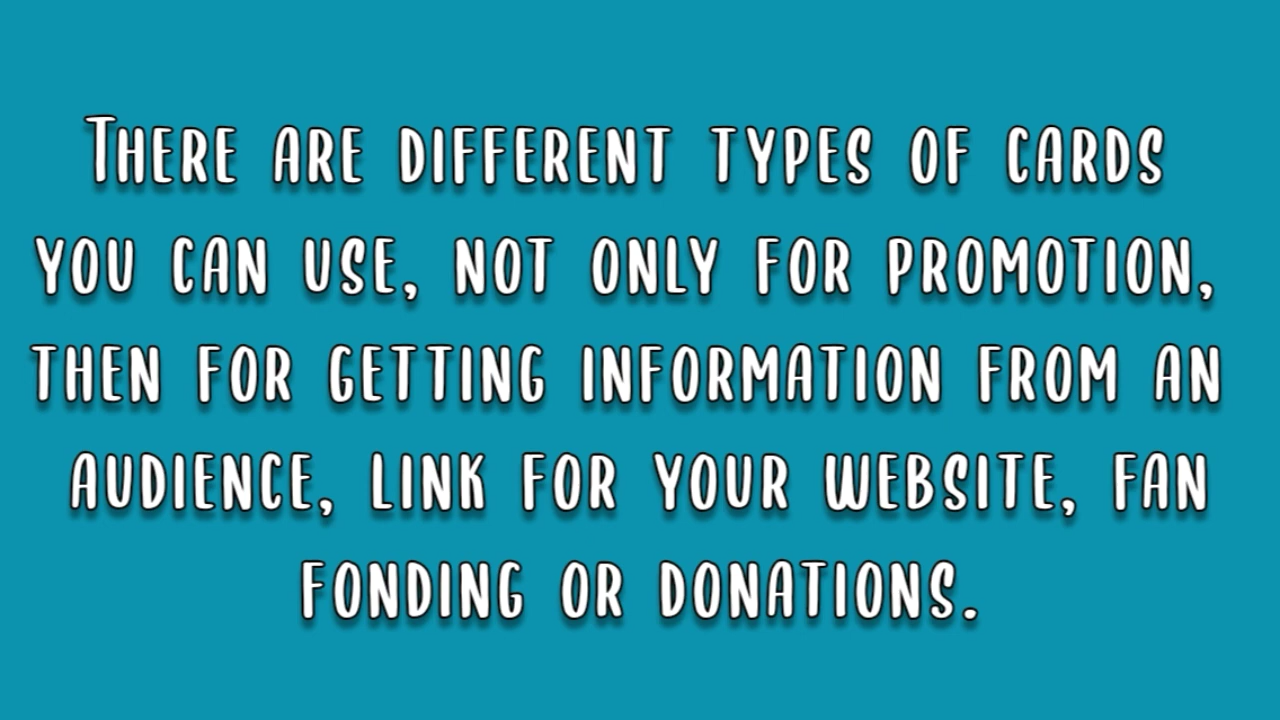 There are different types of cards
you can use, not only for promotion,
then for getting information from an
audience, link for your website, fan
fonding or donations.